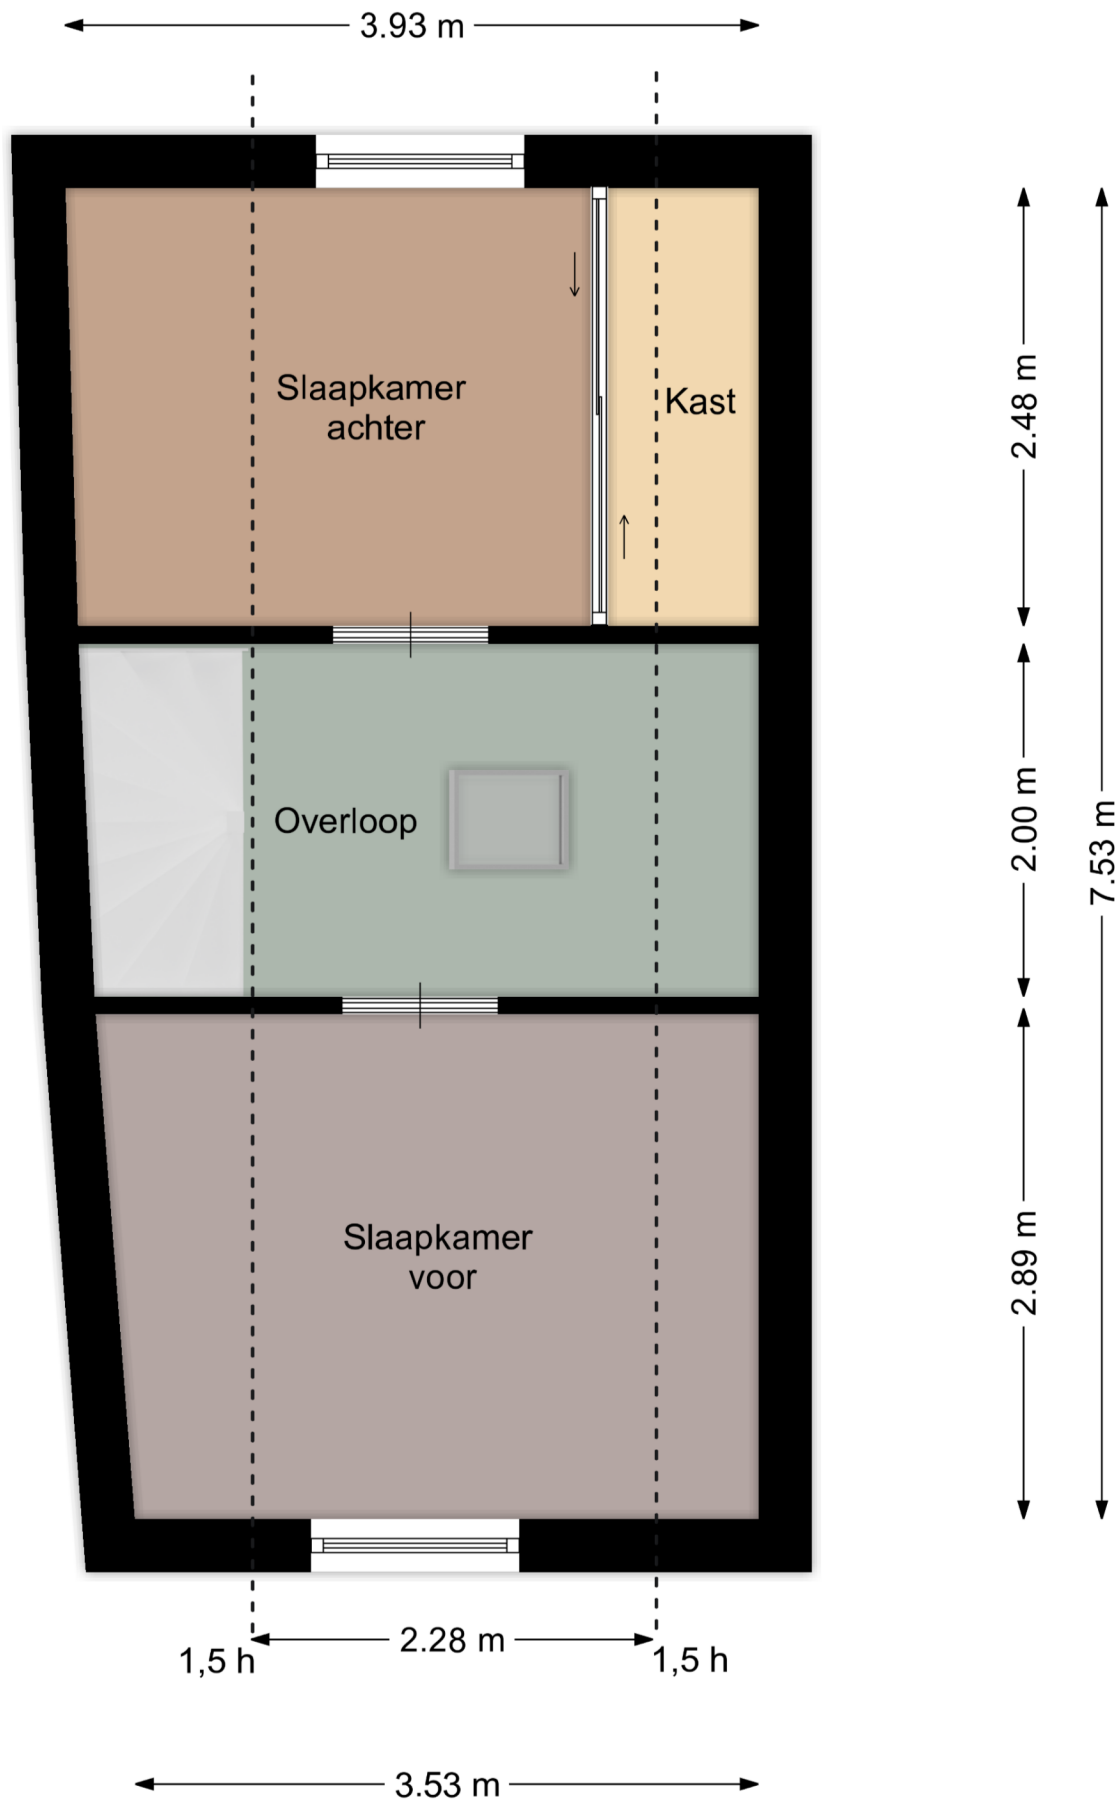 3.93 m
Slaapkamer
achter
Kast
2.48 m
Overloop
2.00 m
7.53 m
Slaapkamer
voor
2.89 m
2.28 m
1,5 h
1,5 h
3.53 m